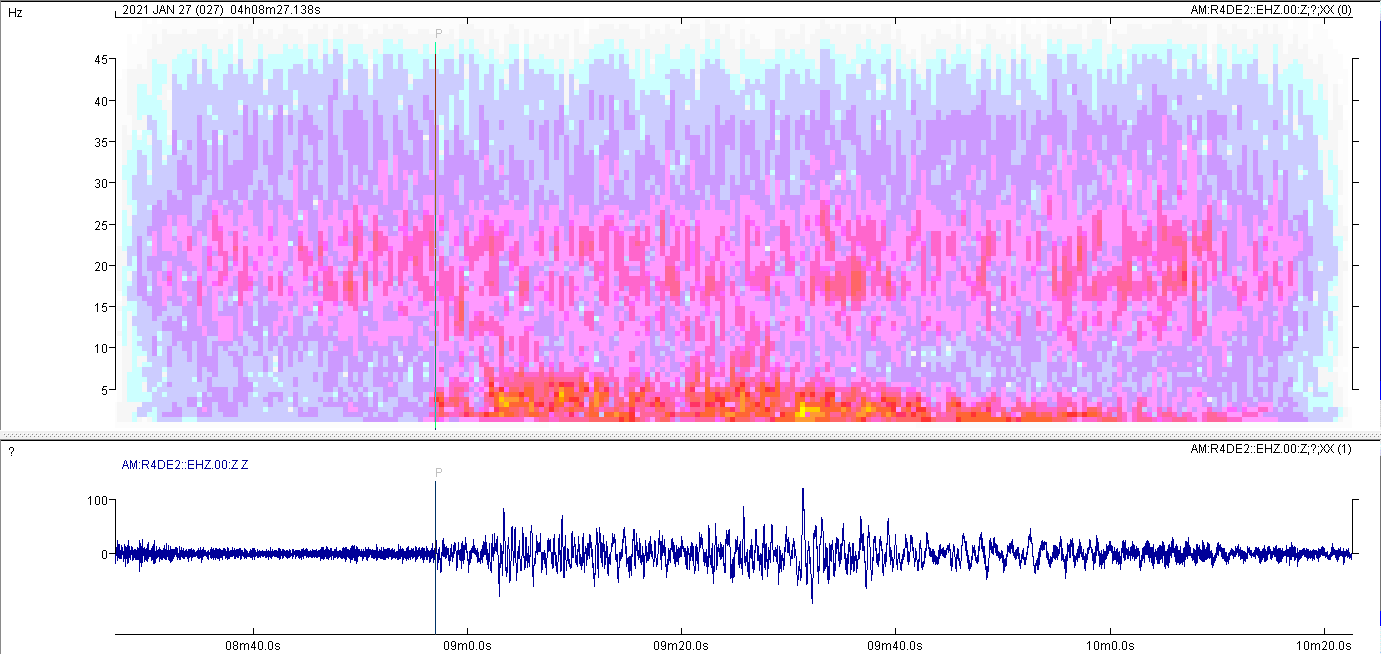 Hz
2021 JAN 27 (027) 04h08m27.138s
AM:R4DE2::EHZ.00:Z;?;XX (0)
P
45
40
35
30
25
20
15
10
5
?
AM:R4DE2::EHZ.00:Z;?;XX (1)
AM:R4DE2::EHZ.00:Z Z
P
100
0
08m40.0s
09m0.0s
09m20.0s
09m40.0s
10m0.0s
10m20.0s